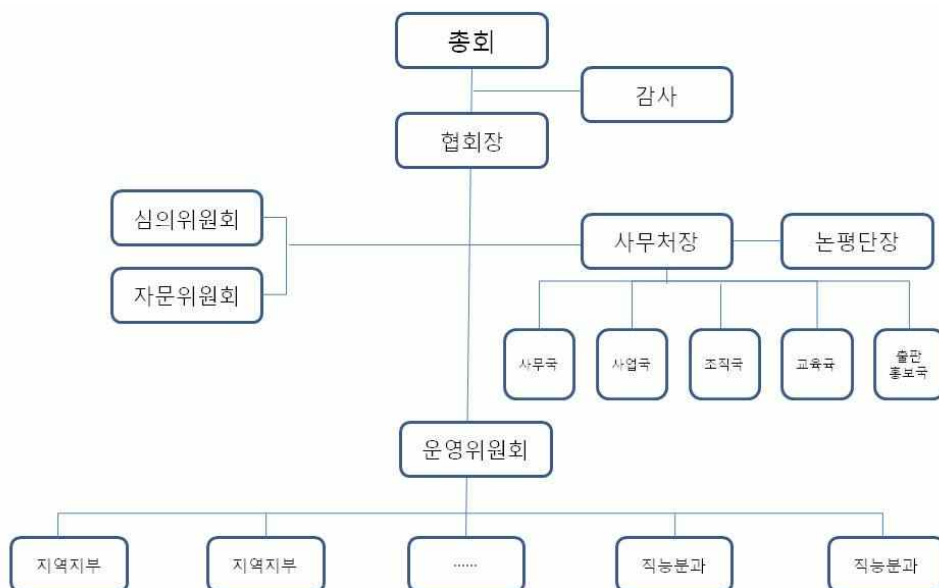 총회
감사
협회장
심의위원회
사무처장
논평단장
자문위원회
사무국
사업국
조직국
교육귝
출판
홍보국
운영위원회
지역지부
지역지부
……
직능분과
직능분과